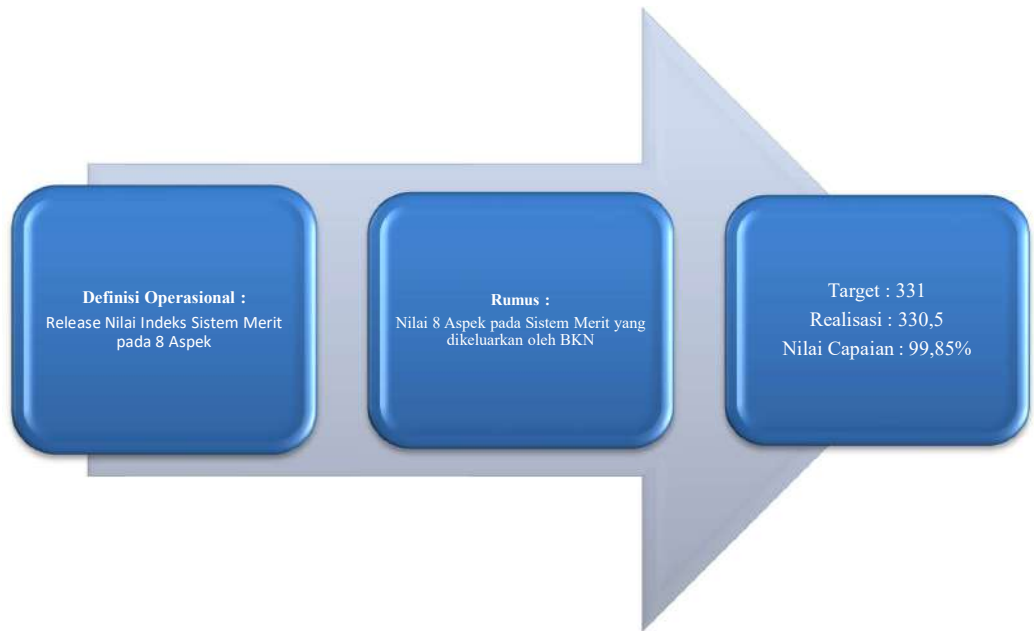 Definisi Operasional :
Release Nilai Indeks Sistem Merit
pada 8 Aspek
Rumus :
Nilai 8 Aspek pada Sistem Merit yang
dikeluarkan oleh BKN
Target : 331
Realisasi : 330,5
Nilai Capaian : 99,85%